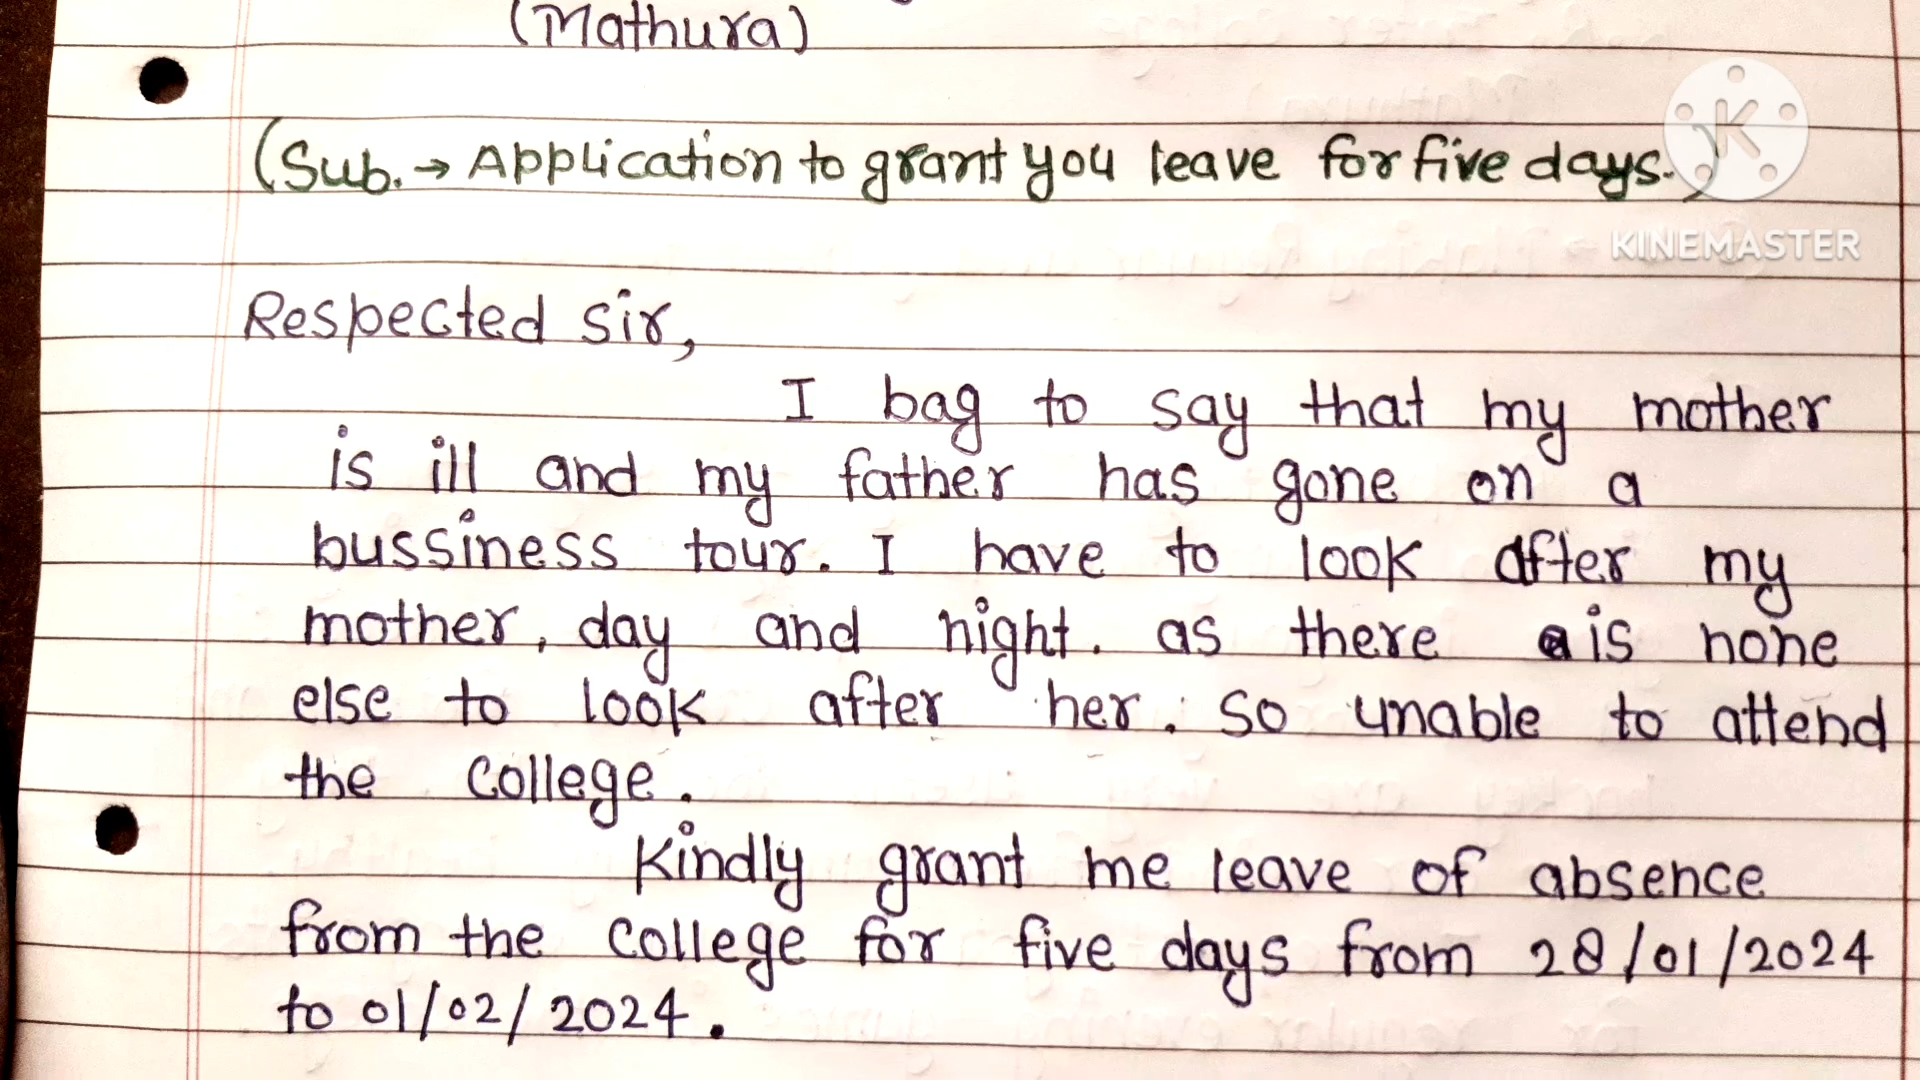 (Mathura)
(Sub. → Application to grant you leave for five days.)
K
KINEMASTER
Respected Sir,
I bag to say that my mother
is ill and my father has gone on a
bussiness tour. I have to look after my
mother, day and night. as there is none
else to look after her. So unable to attend
the College.
Kindly grant me leave of absence
from the College for five days from 28/01/2024
to 01/02/2024.